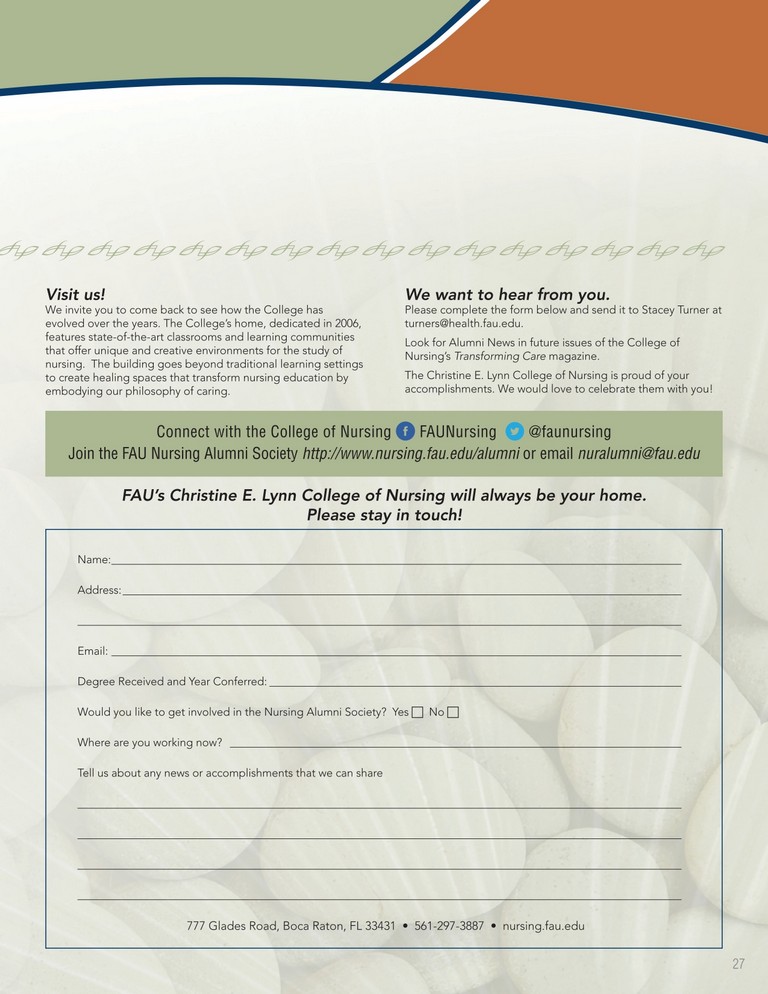 Visit us!
We invite you to come back to see how the College has
evolved over the years. The College's home, dedicated in 2006,
features state-of-the-art classrooms and learning communities
that offer unique and creative environments for the study of
nursing.  The building goes beyond traditional learning settings
to create healing spaces that transform nursing education by
embodying our philosophy of caring.
We want to hear from you.
Please complete the form below and send it to Stacey Turner at
turners@health.fau.edu.
Look for Alumni News in future issues of the College of
Nursing's Transforming Care magazine.
The Christine E. Lynn College of Nursing is proud of your
accomplishments. We would love to celebrate them with you!
Connect with the College of Nursing f FAUNursing @faunursing
Join the FAU Nursing Alumni Society http://www.nursing.fau.edu/alumni or email nuralumni@fau.edu
FAU's Christine E. Lynn College of Nursing will always be your home.
Please stay in touch!
Name:
Address:
Email:
Degree Received and Year Conferred:
Would you like to get involved in the Nursing Alumni Society? Yes No
Where are you working now?
Tell us about any news or accomplishments that we can share
777 Glades Road, Boca Raton, FL 33431 • 561-297-3887 • nursing.fau.edu
27